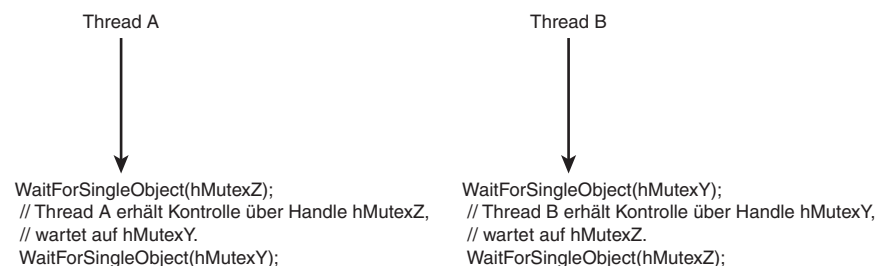 Thread A
Thread B
WaitForSingleObject(hMutexZ);
// Thread A erhält Kontrolle über Handle hMutexZ,
// wartet auf hMutexY.
WaitForSingleObject(hMutexY);
WaitForSingleObject(hMutexY);
// Thread B erhält Kontrolle über Handle hMutexY,
// wartet auf hMutexZ.
WaitForSingleObject(hMutexZ);